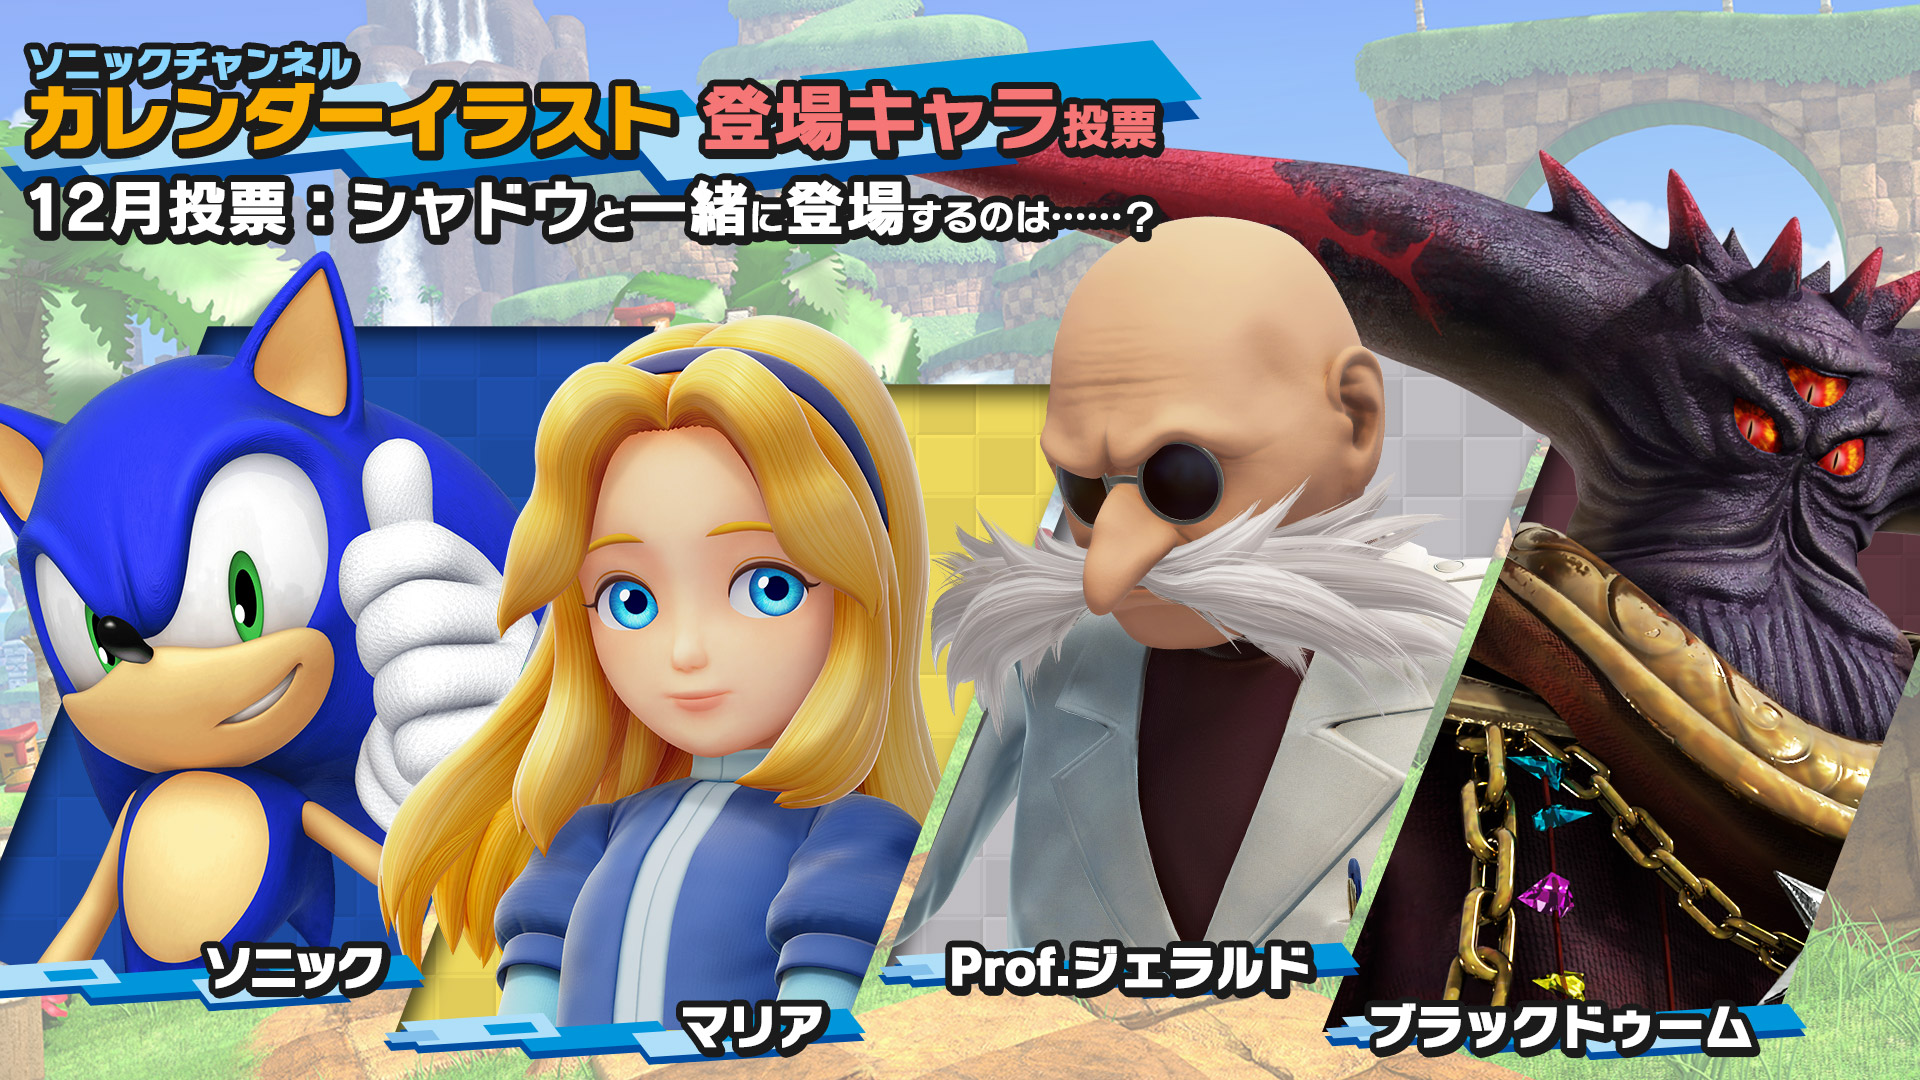 ソニックチャンネル
カレンダーイラスト 登場キャラ投票
12月投票：シャドウと一緒に登場するのは……？
ソニック
マリア
Prof.ジェラルド
ブラックドゥーム